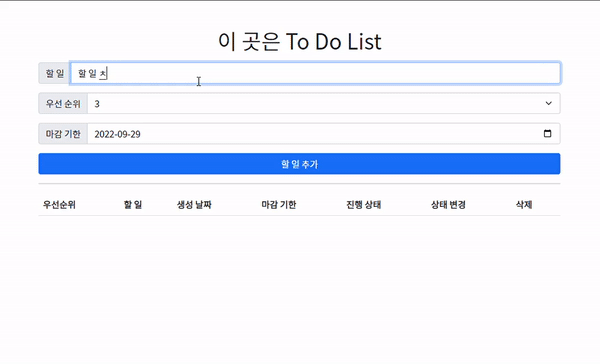 이 곳은 To Do List
할 일 할 일 ㅊ
우선 순위 3
마감 기한 2022-09-29
할 일 추가
우선순위 할 일 생성 날짜 마감 기한 진행 상태 상태 변경 삭제